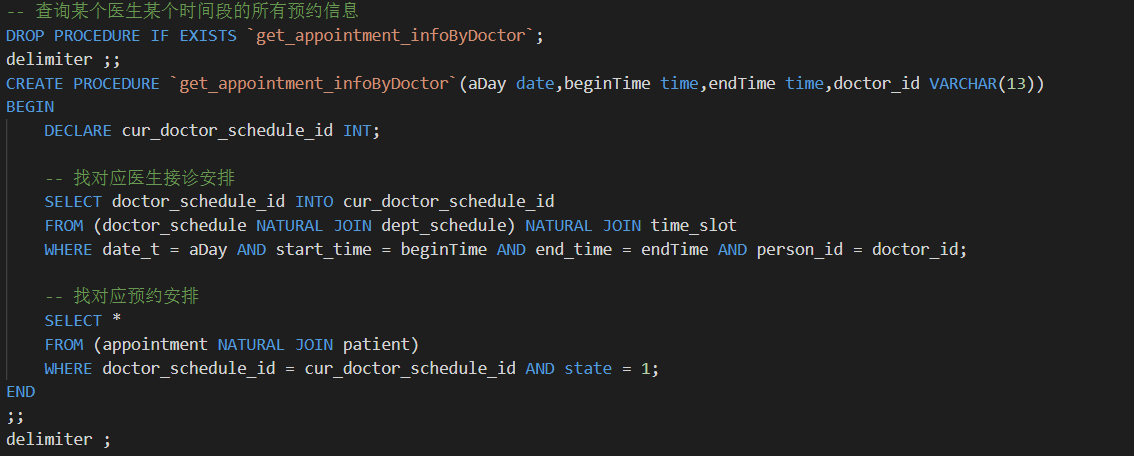 -- 查询某个医生某个时间段的所有预约信息
DROP PROCEDURE IF EXISTS `get_appointment_infoByDoctor`;
delimiter ;;
CREATE PROCEDURE `get_appointment_infoByDoctor`(aDay date,beginTime time,endTime time,doctor_id VARCHAR(13))
BEGIN
    DECLARE cur_doctor_schedule_id INT;
    -- 找对应医生接诊安排
    SELECT doctor_schedule_id INTO cur_doctor_schedule_id
    FROM (doctor_schedule NATURAL JOIN dept_schedule) NATURAL JOIN time_slot
    WHERE date_t = aDay AND start_time = beginTime AND end_time = endTime AND person_id = doctor_id;
    -- 找对应预约安排
    SELECT *
    FROM (appointment NATURAL JOIN patient)
    WHERE doctor_schedule_id = cur_doctor_schedule_id AND state = 1;
END
;;
delimiter ;